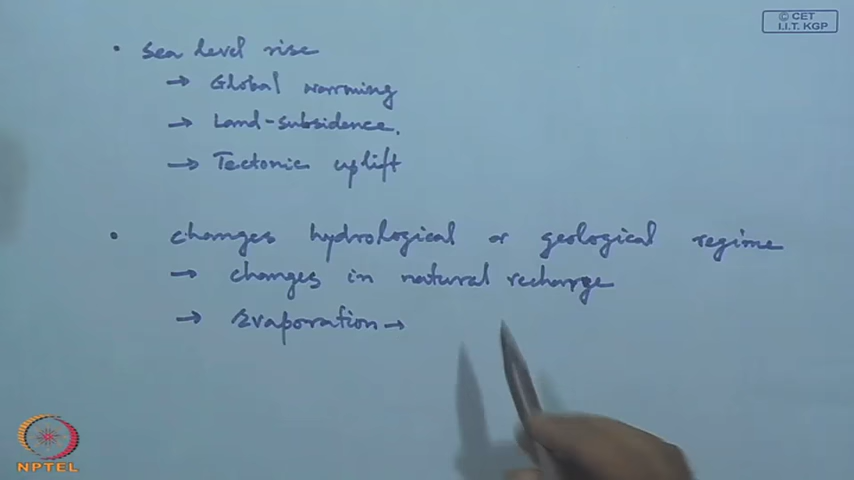 © CET
I.I.T. KGP
• Sea level rise
→ Global warming
→ Land-subsidence.
→ Tectonic uplift
• changes hydrological or geological regime
→ changes in natural recharge
→ Evaporation →
NPTEL